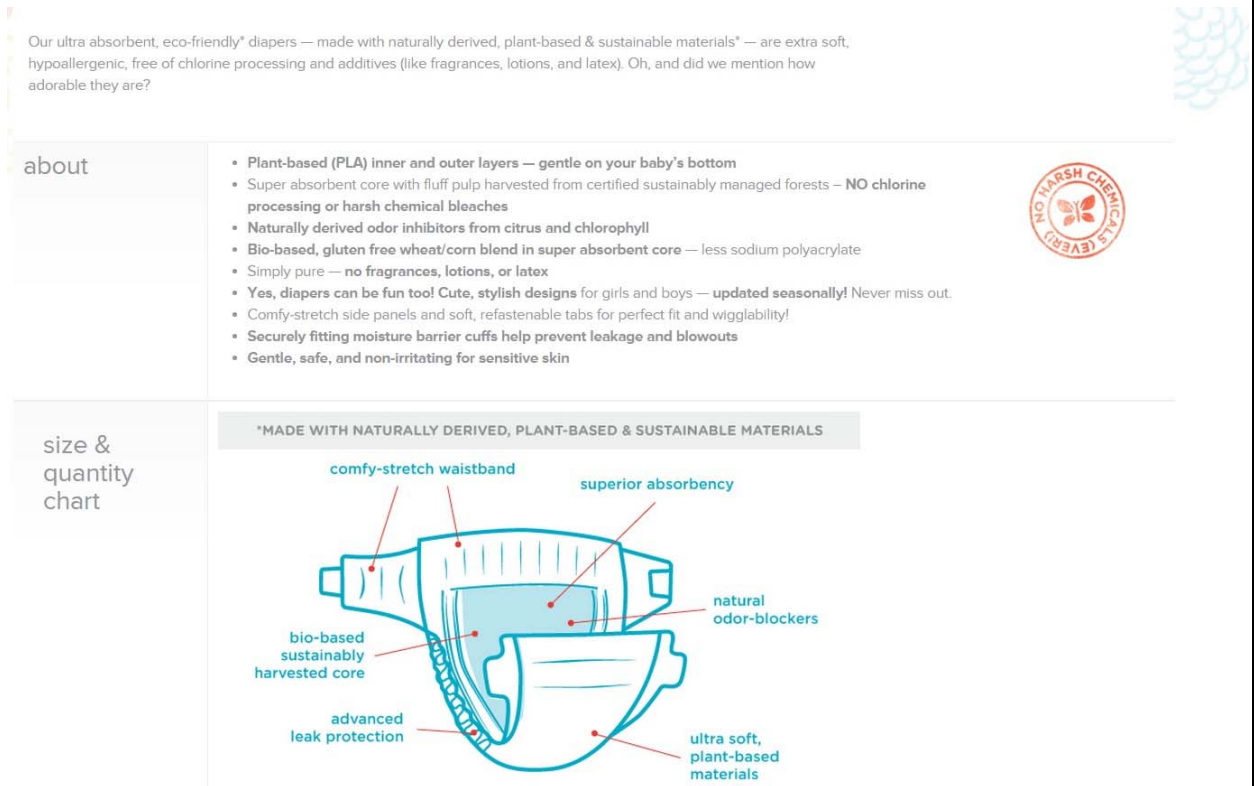 Our ultra absorbent, eco-friendly* diapers — made with naturally derived, plant-based & sustainable materials* — are extra soft,
hypoallergenic, free of chlorine processing and additives (like fragrances, lotions, and latex). Oh, and did we mention how
adorable they are?
about
• Plant-based (PLA) inner and outer layers — gentle on your baby's bottom
• Super absorbent core with fluff pulp harvested from certified sustainably managed forests – NO chlorine
processing or harsh chemical bleaches
• Naturally derived odor inhibitors from citrus and chlorophyll
• Bio-based, gluten free wheat/corn blend in super absorbent core — less sodium polyacrylate
• Simply pure — no fragrances, lotions, or latex
• Yes, diapers can be fun too! Cute, stylish designs for girls and boys — updated seasonally! Never miss out.
• Comfy-stretch side panels and soft, refastenable tabs for perfect fit and wigglability!
• Securely fitting moisture barrier cuffs help prevent leakage and blowouts
• Gentle, safe, and non-irritating for sensitive skin
NO HARSH CHEMICALS (EVER!)
size &
quantity
chart
*MADE WITH NATURALLY DERIVED, PLANT-BASED & SUSTAINABLE MATERIALS
comfy-stretch waistband
superior absorbency
natural
odor-blockers
bio-based
sustainably
harvested core
advanced
leak protection
ultra soft,
plant-based
materials